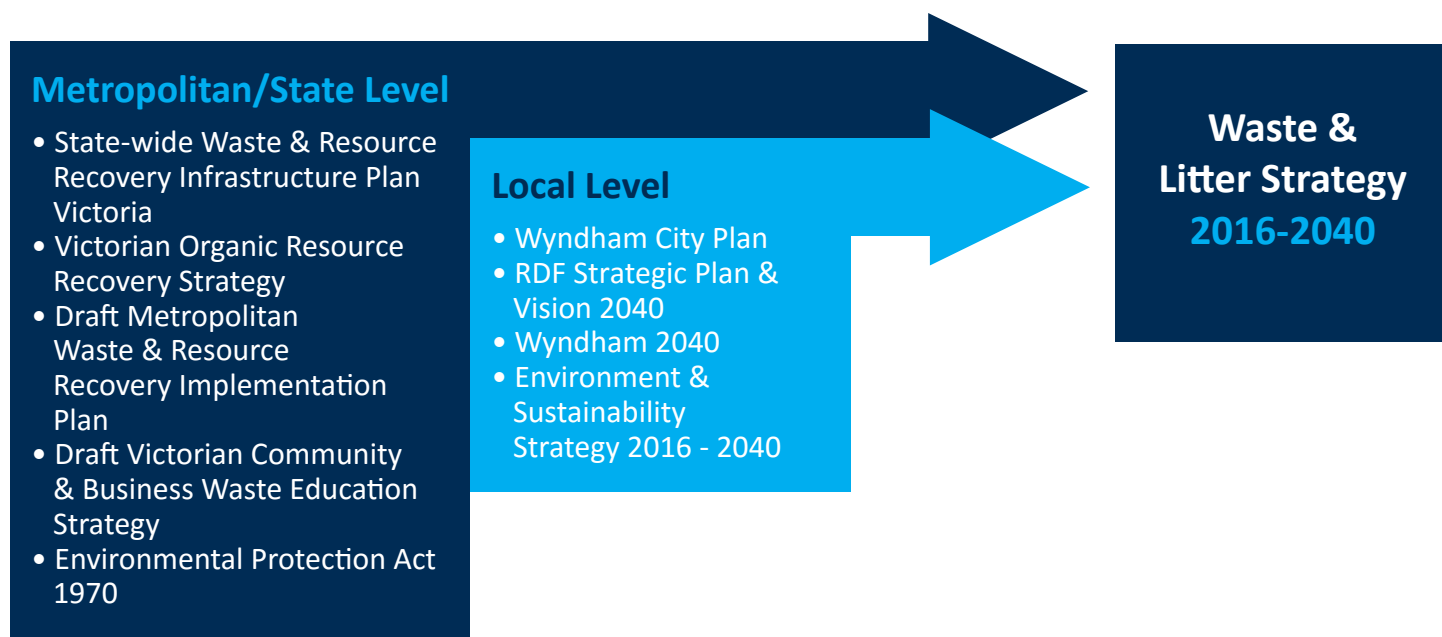 Metropolitan/State Level
• State-wide Waste & Resource
Recovery Infrastructure Plan
Victoria
• Victorian Organic Resource
Recovery Strategy
• Draft Metropolitan
Waste & Resource
Recovery Implementation
Plan
• Draft Victorian Community
& Business Waste Education
Strategy
• Environmental Protection Act
1970
Local Level
• Wyndham City Plan
• RDF Strategic Plan &
Vision 2040
• Wyndham 2040
• Environment &
Sustainability
Strategy 2016 - 2040
Waste &
Litter Strategy
2016-2040